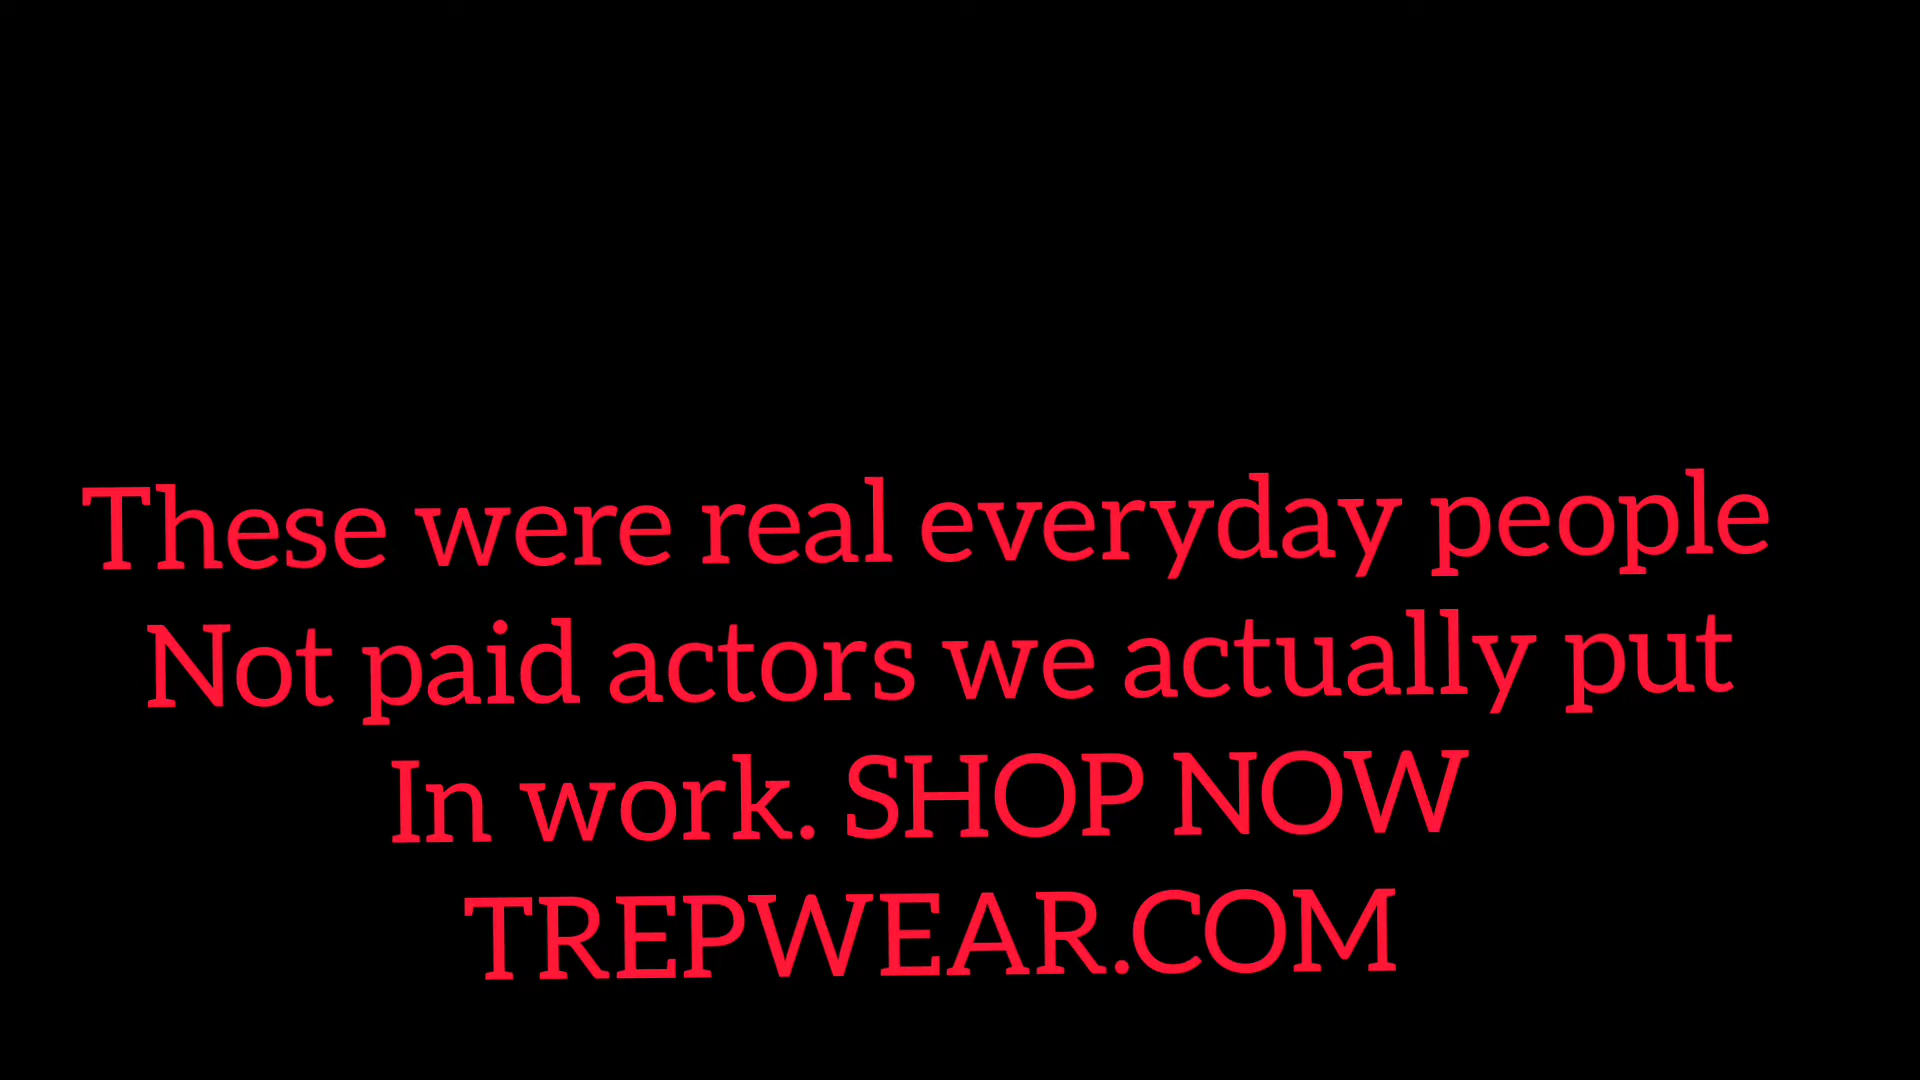 These were real everyday people
Not paid actors we actually put
In work. SHOP NOW
TREPWEAR.COM